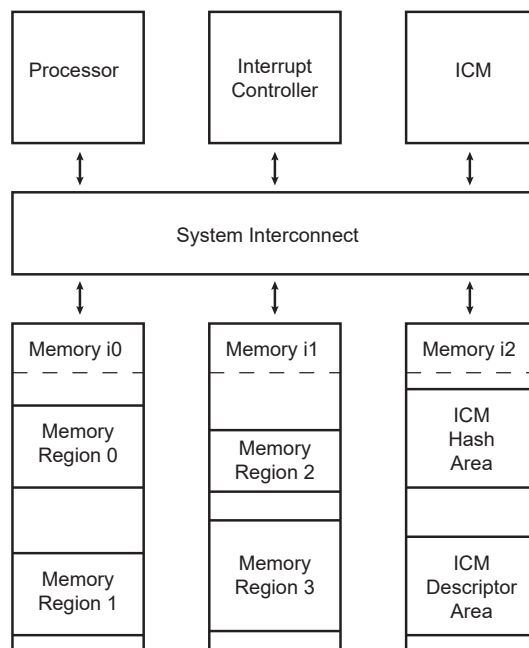 Processor
Interrupt
Controller
ICM
System Interconnect
Memory i0
Memory i1
Memory i2
Memory
Region 0
Memory
Region 2
ICM
Hash
Area
Memory
Region 1
Memory
Region 3
ICM
Descriptor
Area